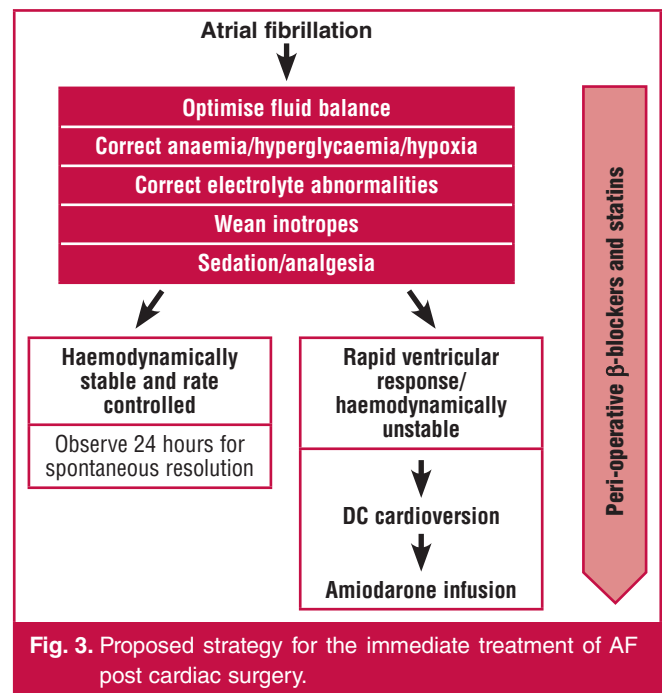 Atrial fibrillation
Optimise fluid balance
Correct anaemia/hyperglycaemia/hypoxia
Correct electrolyte abnormalities
Wean inotropes
Sedation/analgesia
Haemodynamically
stable and rate
controlled
Observe 24 hours for
spontaneous resolution
Rapid ventricular
response/
haemodynamically
unstable
DC cardioversion
Amiodarone infusion
Peri-operative β-blockers and statins
Fig. 3. Proposed strategy for the immediate treatment of AF
post cardiac surgery.